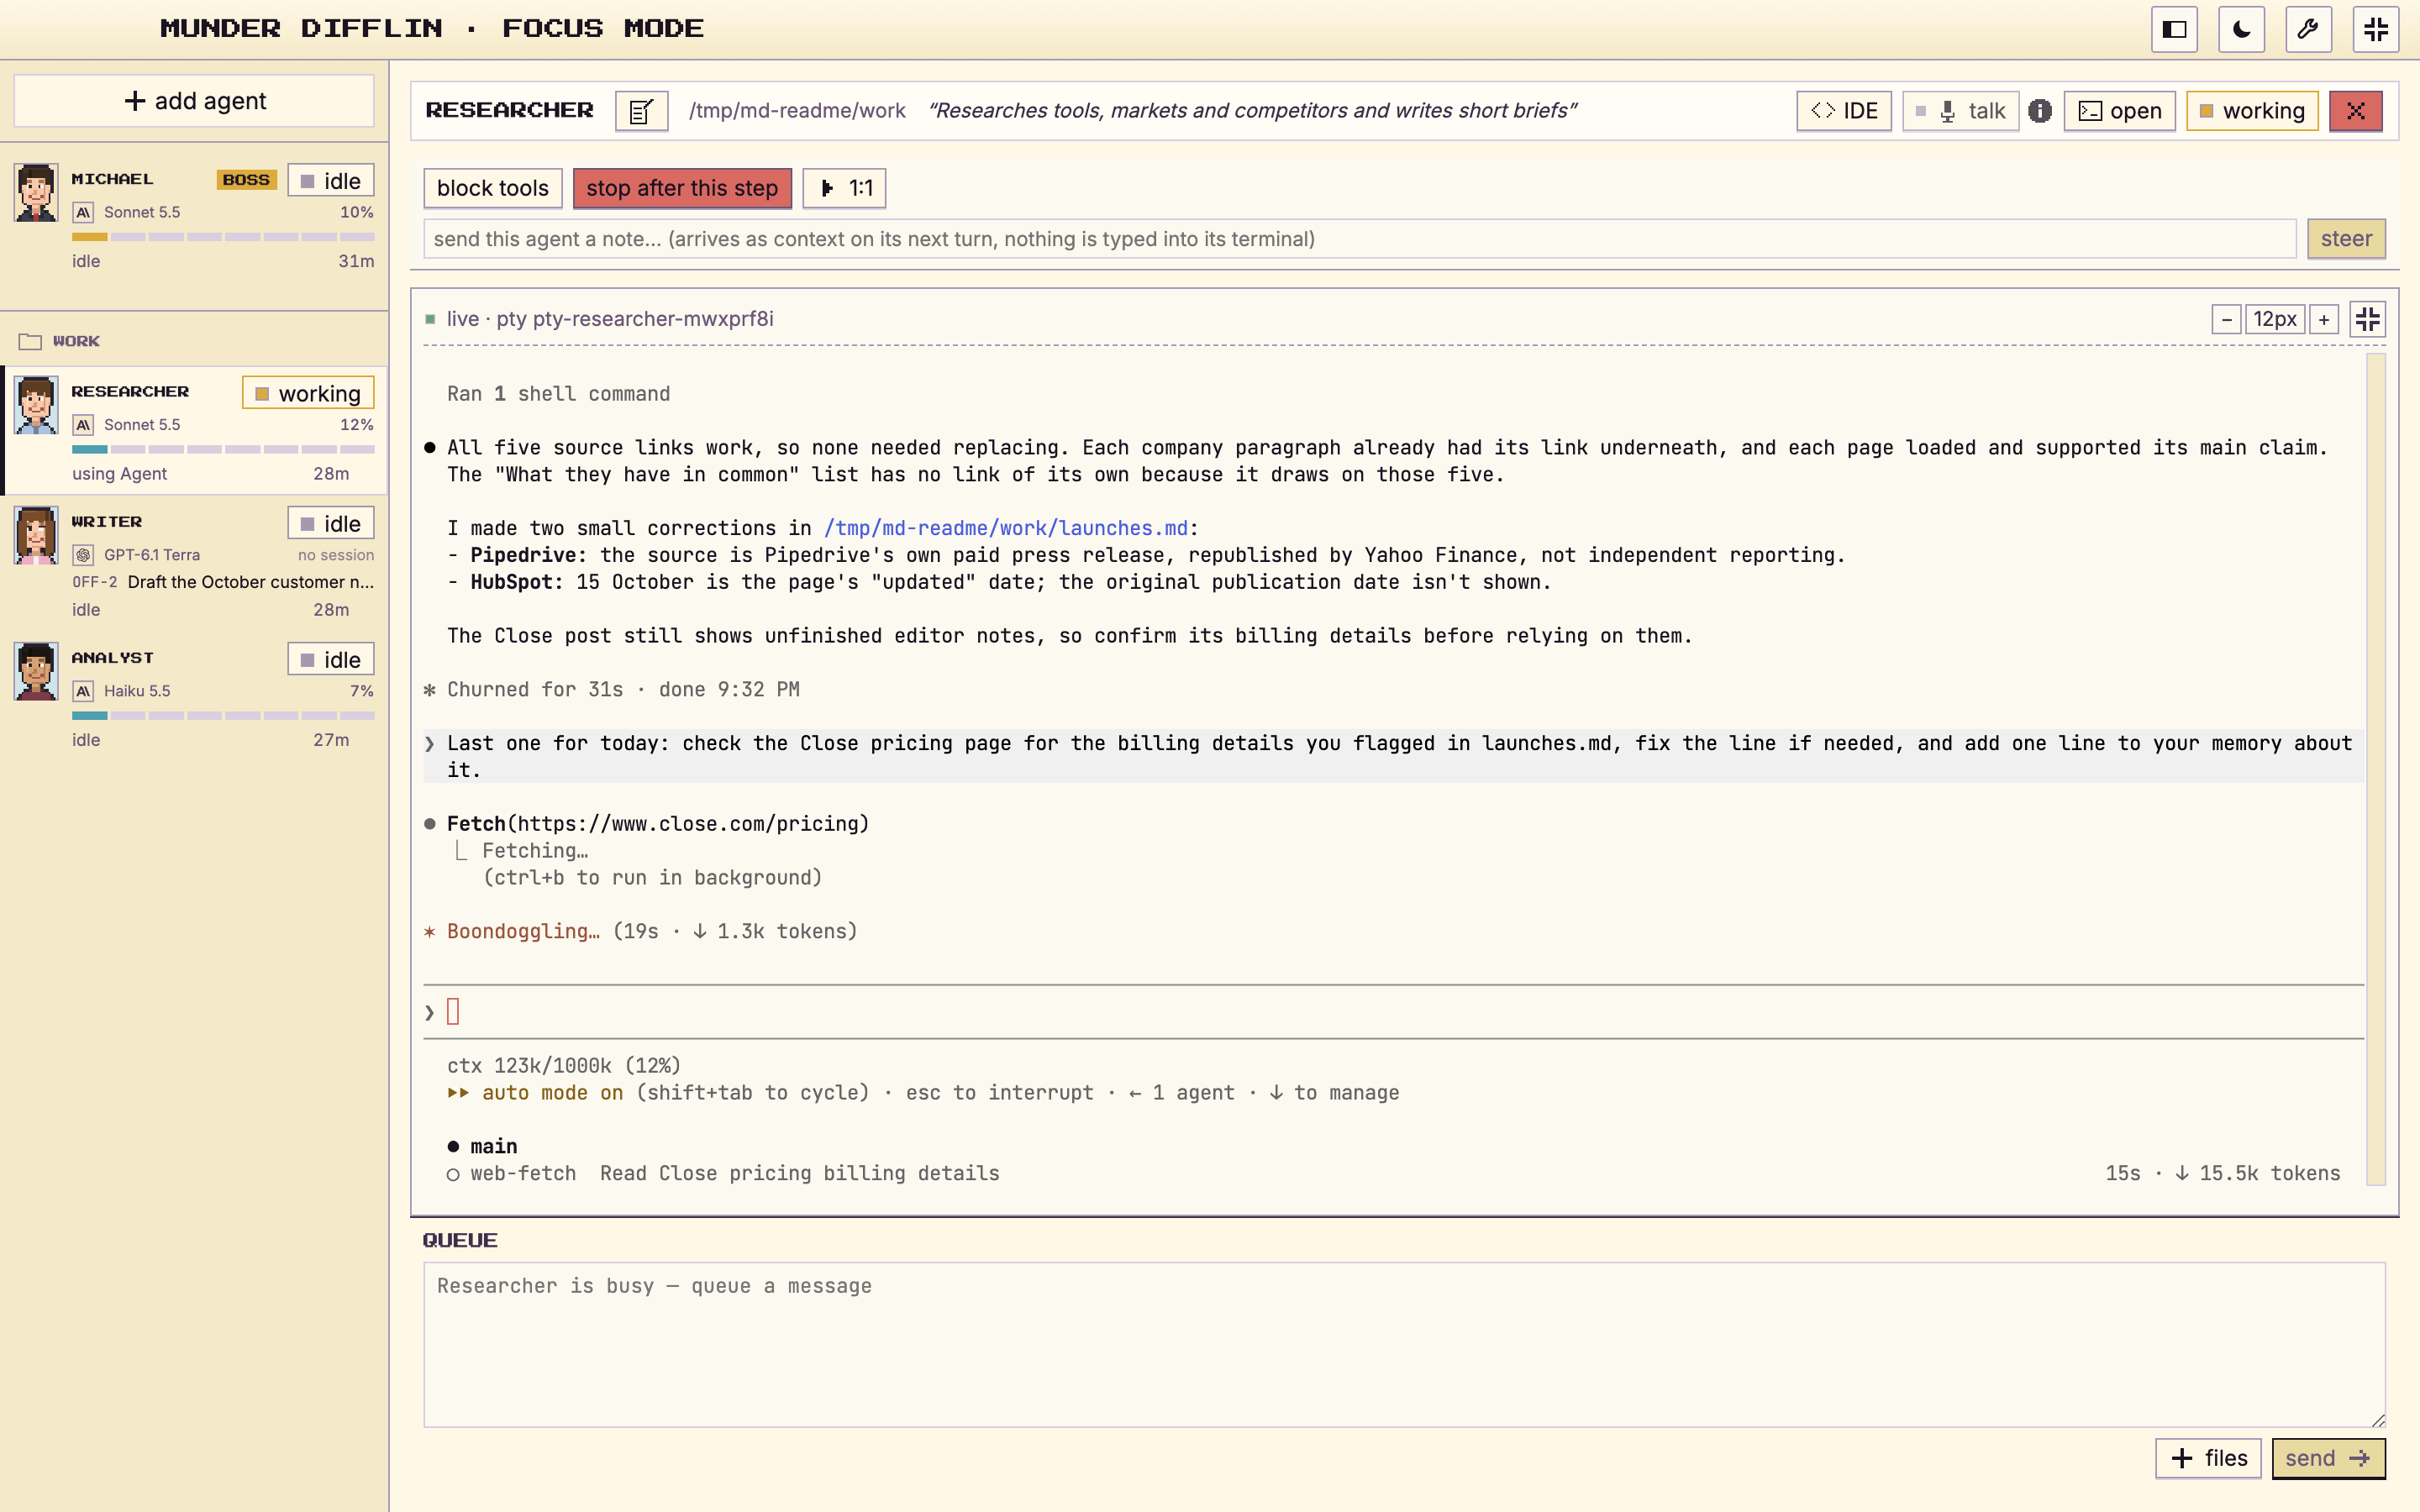 MUNDER DIFFLIN · FOCUS MODE
+ add agent
MICHAEL BOSS idle
A\ Sonnet 5.5 10%
idle 31m
WORK
RESEARCHER working
A\ Sonnet 5.5 12%
using Agent 28m
WRITER idle
GPT-6.1 Terra no session
OFF-2 Draft the October customer n...
idle 28m
ANALYST idle
A\ Haiku 5.5 7%
idle 27m
RESEARCHER /tmp/md-readme/work “Researches tools, markets and competitors and writes short briefs” <> IDE talk i open working
block tools stop after this step 1:1
send this agent a note... (arrives as context on its next turn, nothing is typed into its terminal) steer
live · pty pty-researcher-mwxprf8i − 12px +
Ran 1 shell command
● All five source links work, so none needed replacing. Each company paragraph already had its link underneath, and each page loaded and supported its main claim.
The "What they have in common" list has no link of its own because it draws on those five.
I made two small corrections in /tmp/md-readme/work/launches.md:
- Pipedrive: the source is Pipedrive's own paid press release, republished by Yahoo Finance, not independent reporting.
- HubSpot: 15 October is the page's "updated" date; the original publication date isn't shown.
The Close post still shows unfinished editor notes, so confirm its billing details before relying on them.
✻ Churned for 31s · done 9:32 PM
❯ Last one for today: check the Close pricing page for the billing details you flagged in launches.md, fix the line if needed, and add one line to your memory about
it.
● Fetch(https://www.close.com/pricing)
⎿ Fetching…
(ctrl+b to run in background)
✶ Boondoggling… (19s · ↓ 1.3k tokens)
❯
ctx 123k/1000k (12%)
⏵⏵ auto mode on (shift+tab to cycle) · esc to interrupt · ← 1 agent · ↓ to manage
● main
○ web-fetch Read Close pricing billing details 15s · ↓ 15.5k tokens
QUEUE
Researcher is busy — queue a message
+ files send →